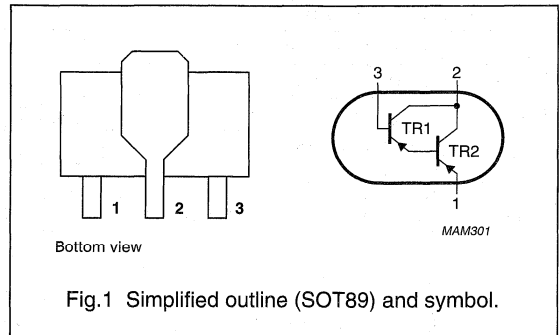 3 2
TR1
TR2
1
1 2 3
MAM301
Bottom view
Fig.1 Simplified outline (SOT89) and symbol.